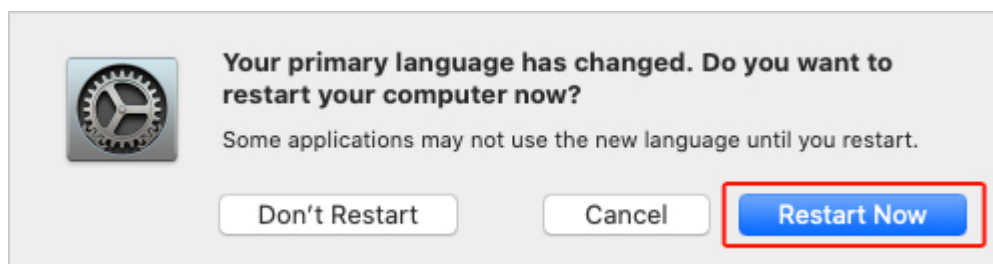 Your primary language has changed. Do you want to
restart your computer now?
Some applications may not use the new language until you restart.
Don't Restart Cancel Restart Now